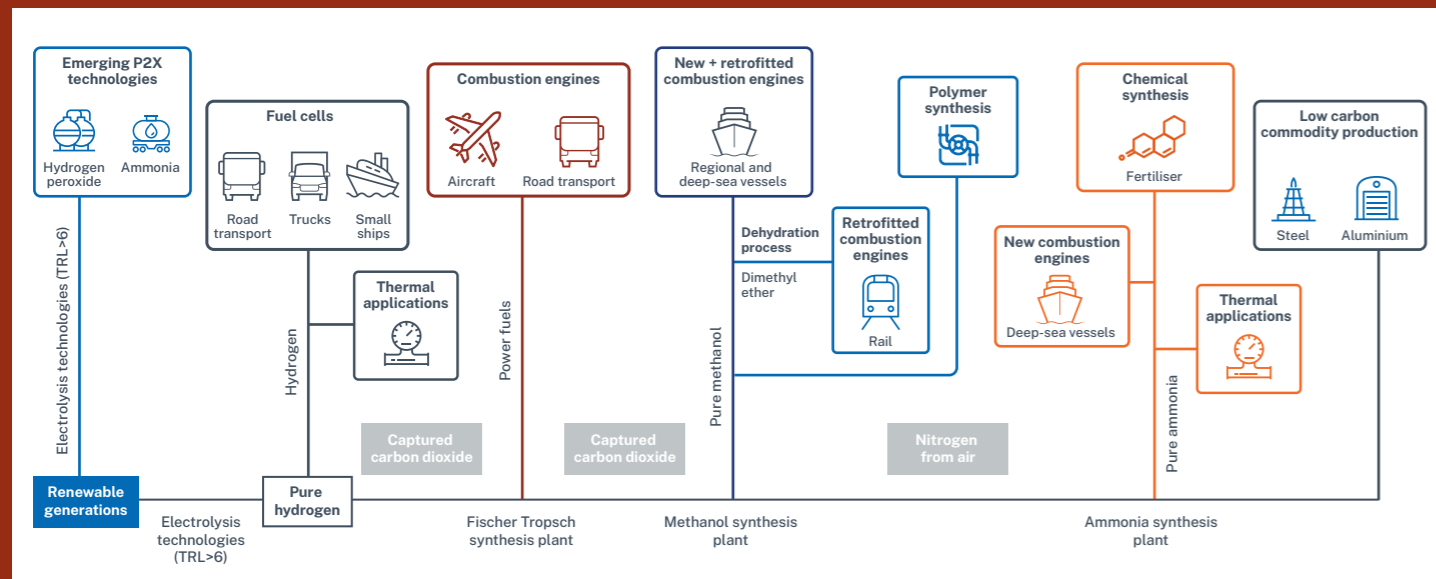 Emerging P2X
technologies
Hydrogen
peroxide
Ammonia
Electrolysis technologies (TRL>6)
Renewable
generations
Electrolysis
technologies
(TRL>6)
Fuel cells
Road
transport
Trucks
Small
ships
Thermal
applications
Hydrogen
Pure
hydrogen
Captured
carbon dioxide
Combustion engines
Aircraft
Road transport
Power fuels
Fischer Tropsch
synthesis plant
Captured
carbon dioxide
New + retrofitted
combustion engines
Regional and
deep-sea vessels
Dehydration
process
Dimethyl
ether
Pure methanol
Methanol synthesis
plant
Retrofitted
combustion
engines
Rail
Polymer
synthesis
Nitrogen
from air
Chemical
synthesis
Fertiliser
New combustion
engines
Deep-sea vessels
Thermal
applications
Pure ammonia
Ammonia synthesis
plant
Low carbon
commodity production
Steel
Aluminium